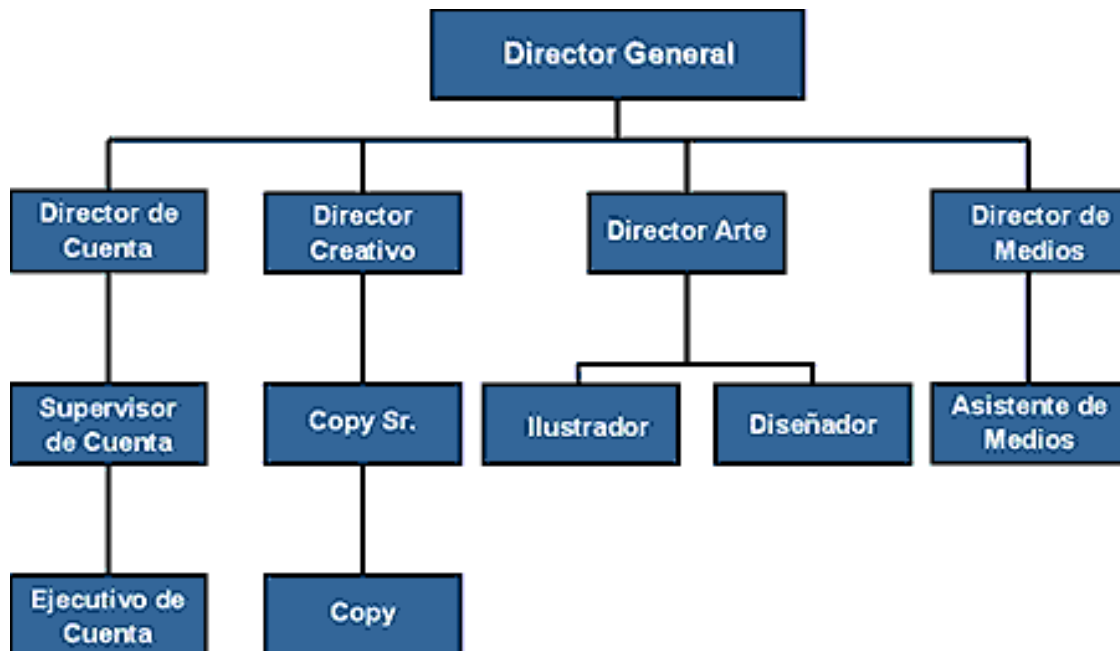 Director General
Director de
Cuenta
Director
Creativo
Director Arte
Director de
Medios
Supervisor
de Cuenta
Copy Sr.
Ilustrador
Diseñador
Asistente de
Medios
Ejecutivo de
Cuenta
Copy